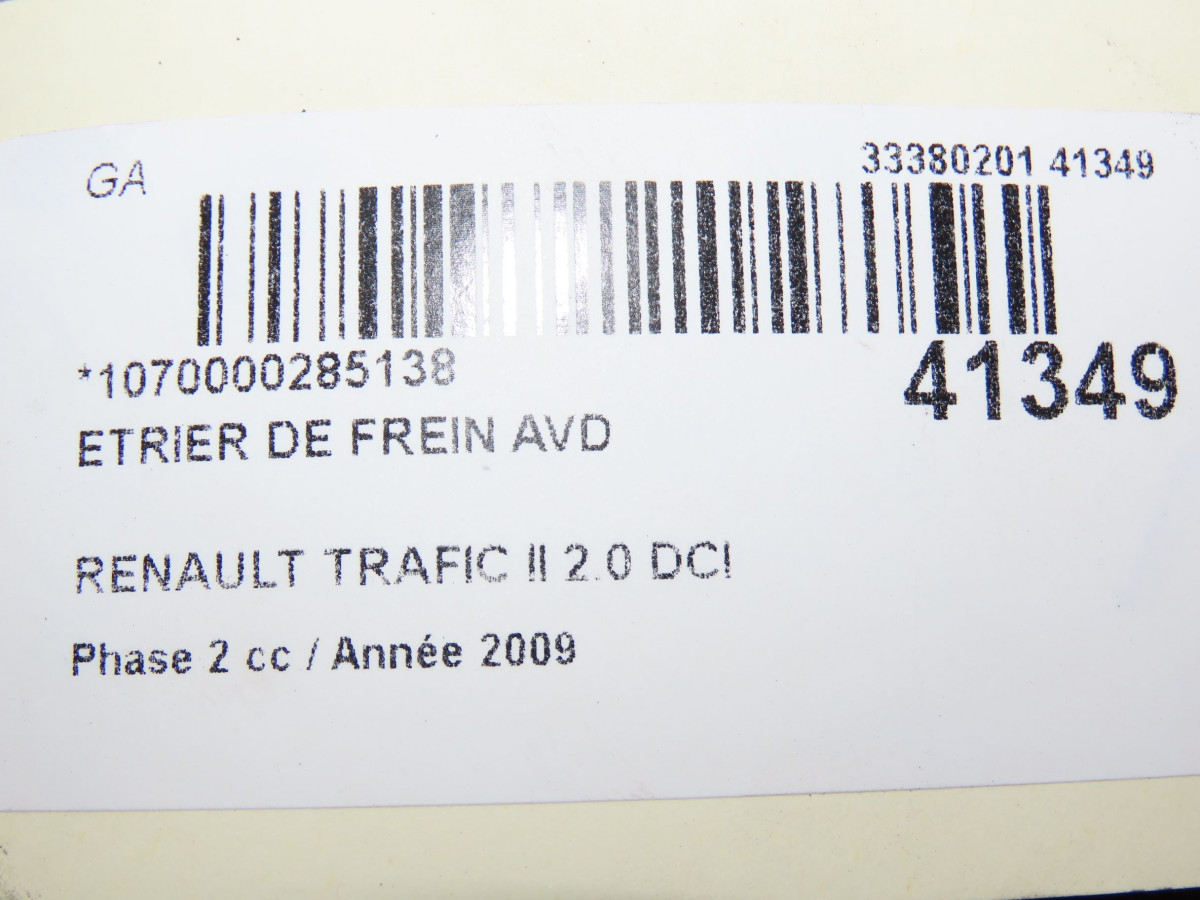 GA
33380201 41349
*1070000285138
41349
ETRIER DE FREIN AVD
RENAULT TRAFIC II 2.0 DCI
Phase 2 cc / Année 2009